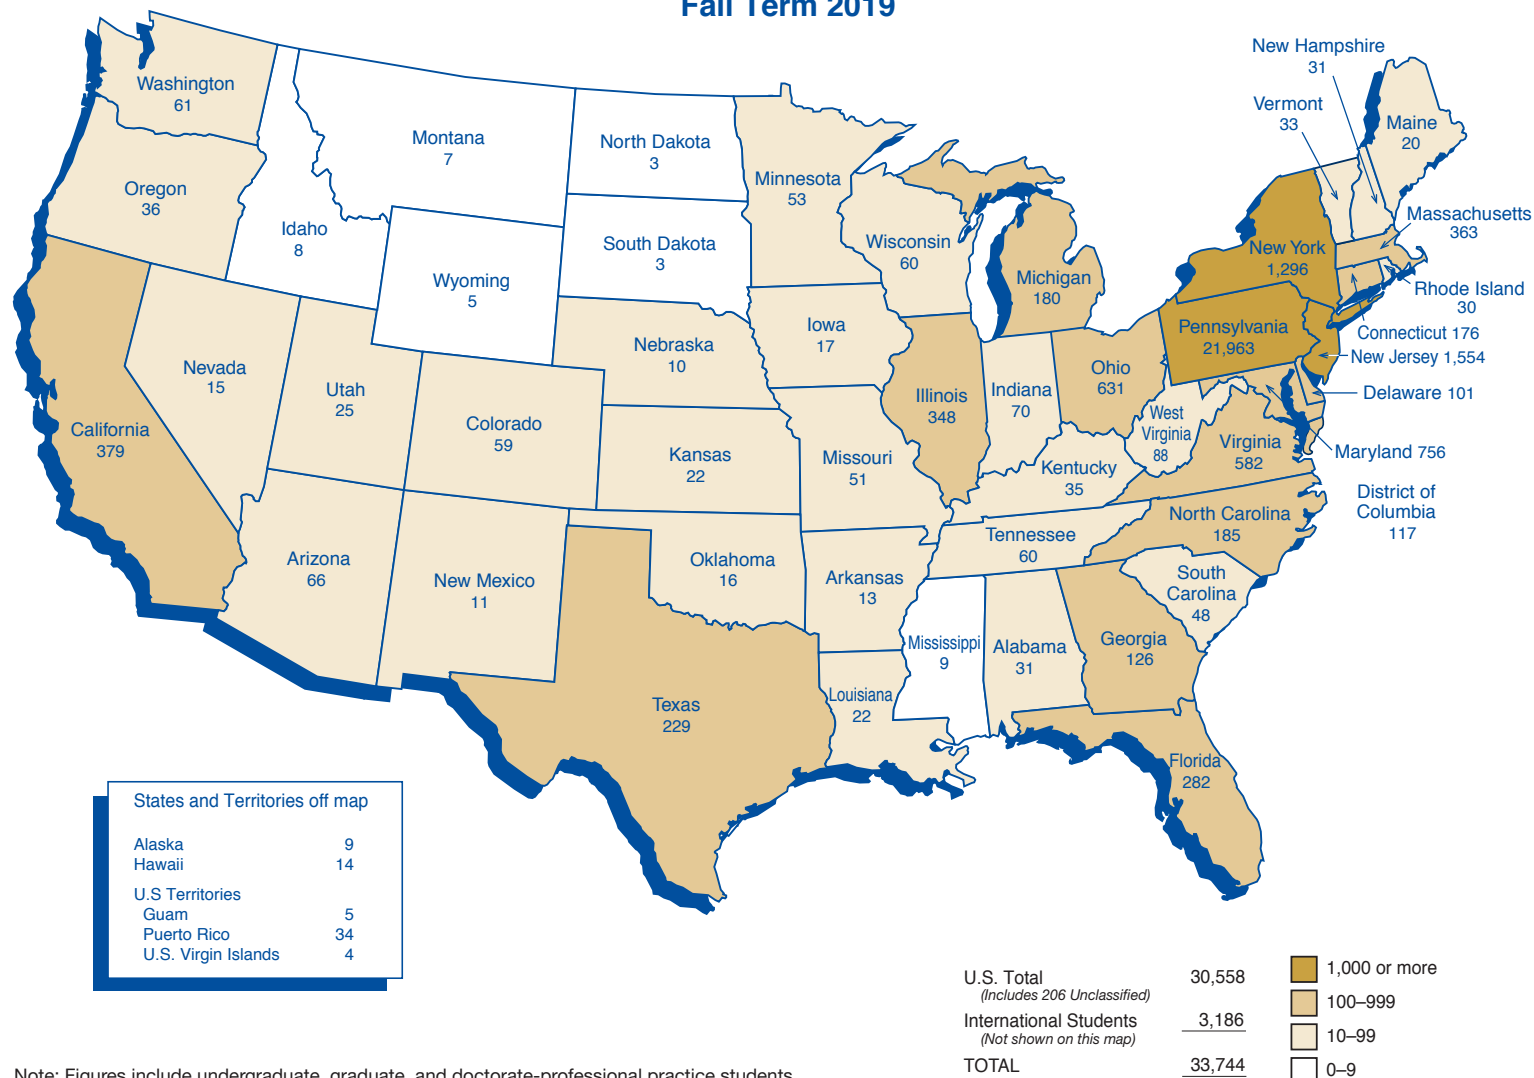 Fall Term 2019
New Hampshire
31
Vermont
33
Maine
20
Washington
61
Montana
7
North Dakota
3
Minnesota
53
Oregon
36
Idaho
8
South Dakota
3
Wisconsin
60
Michigan
180
New York
1,296
Massachusetts
363
Wyoming
5
Rhode Island
30
Iowa
17
Pennsylvania
21,963
Connecticut 176
New Jersey 1,554
Nebraska
10
Nevada
15
Utah
25
Ohio
631
Illinois
348
Indiana
70
Delaware 101
California
379
Colorado
59
West
Virginia
88
Virginia
582
Maryland 756
Kansas
22
Missouri
51
Kentucky
35
District of
Columbia
117
North Carolina
185
Tennessee
60
Arizona
66
New Mexico
11
Oklahoma
16
Arkansas
13
South
Carolina
48
Mississippi
9
Alabama
31
Georgia
126
Louisiana
22
Texas
229
Florida
282
States and Territories off map
Alaska 9
Hawaii 14
U.S Territories
Guam 5
Puerto Rico 34
U.S. Virgin Islands 4
U.S. Total 30,558
(Includes 206 Unclassified)
International Students 3,186
(Not shown on this map)
TOTAL 33,744
1,000 or more
100–999
10–99
0–9
Note: Figures include undergraduate, graduate, and doctorate-professional practice students